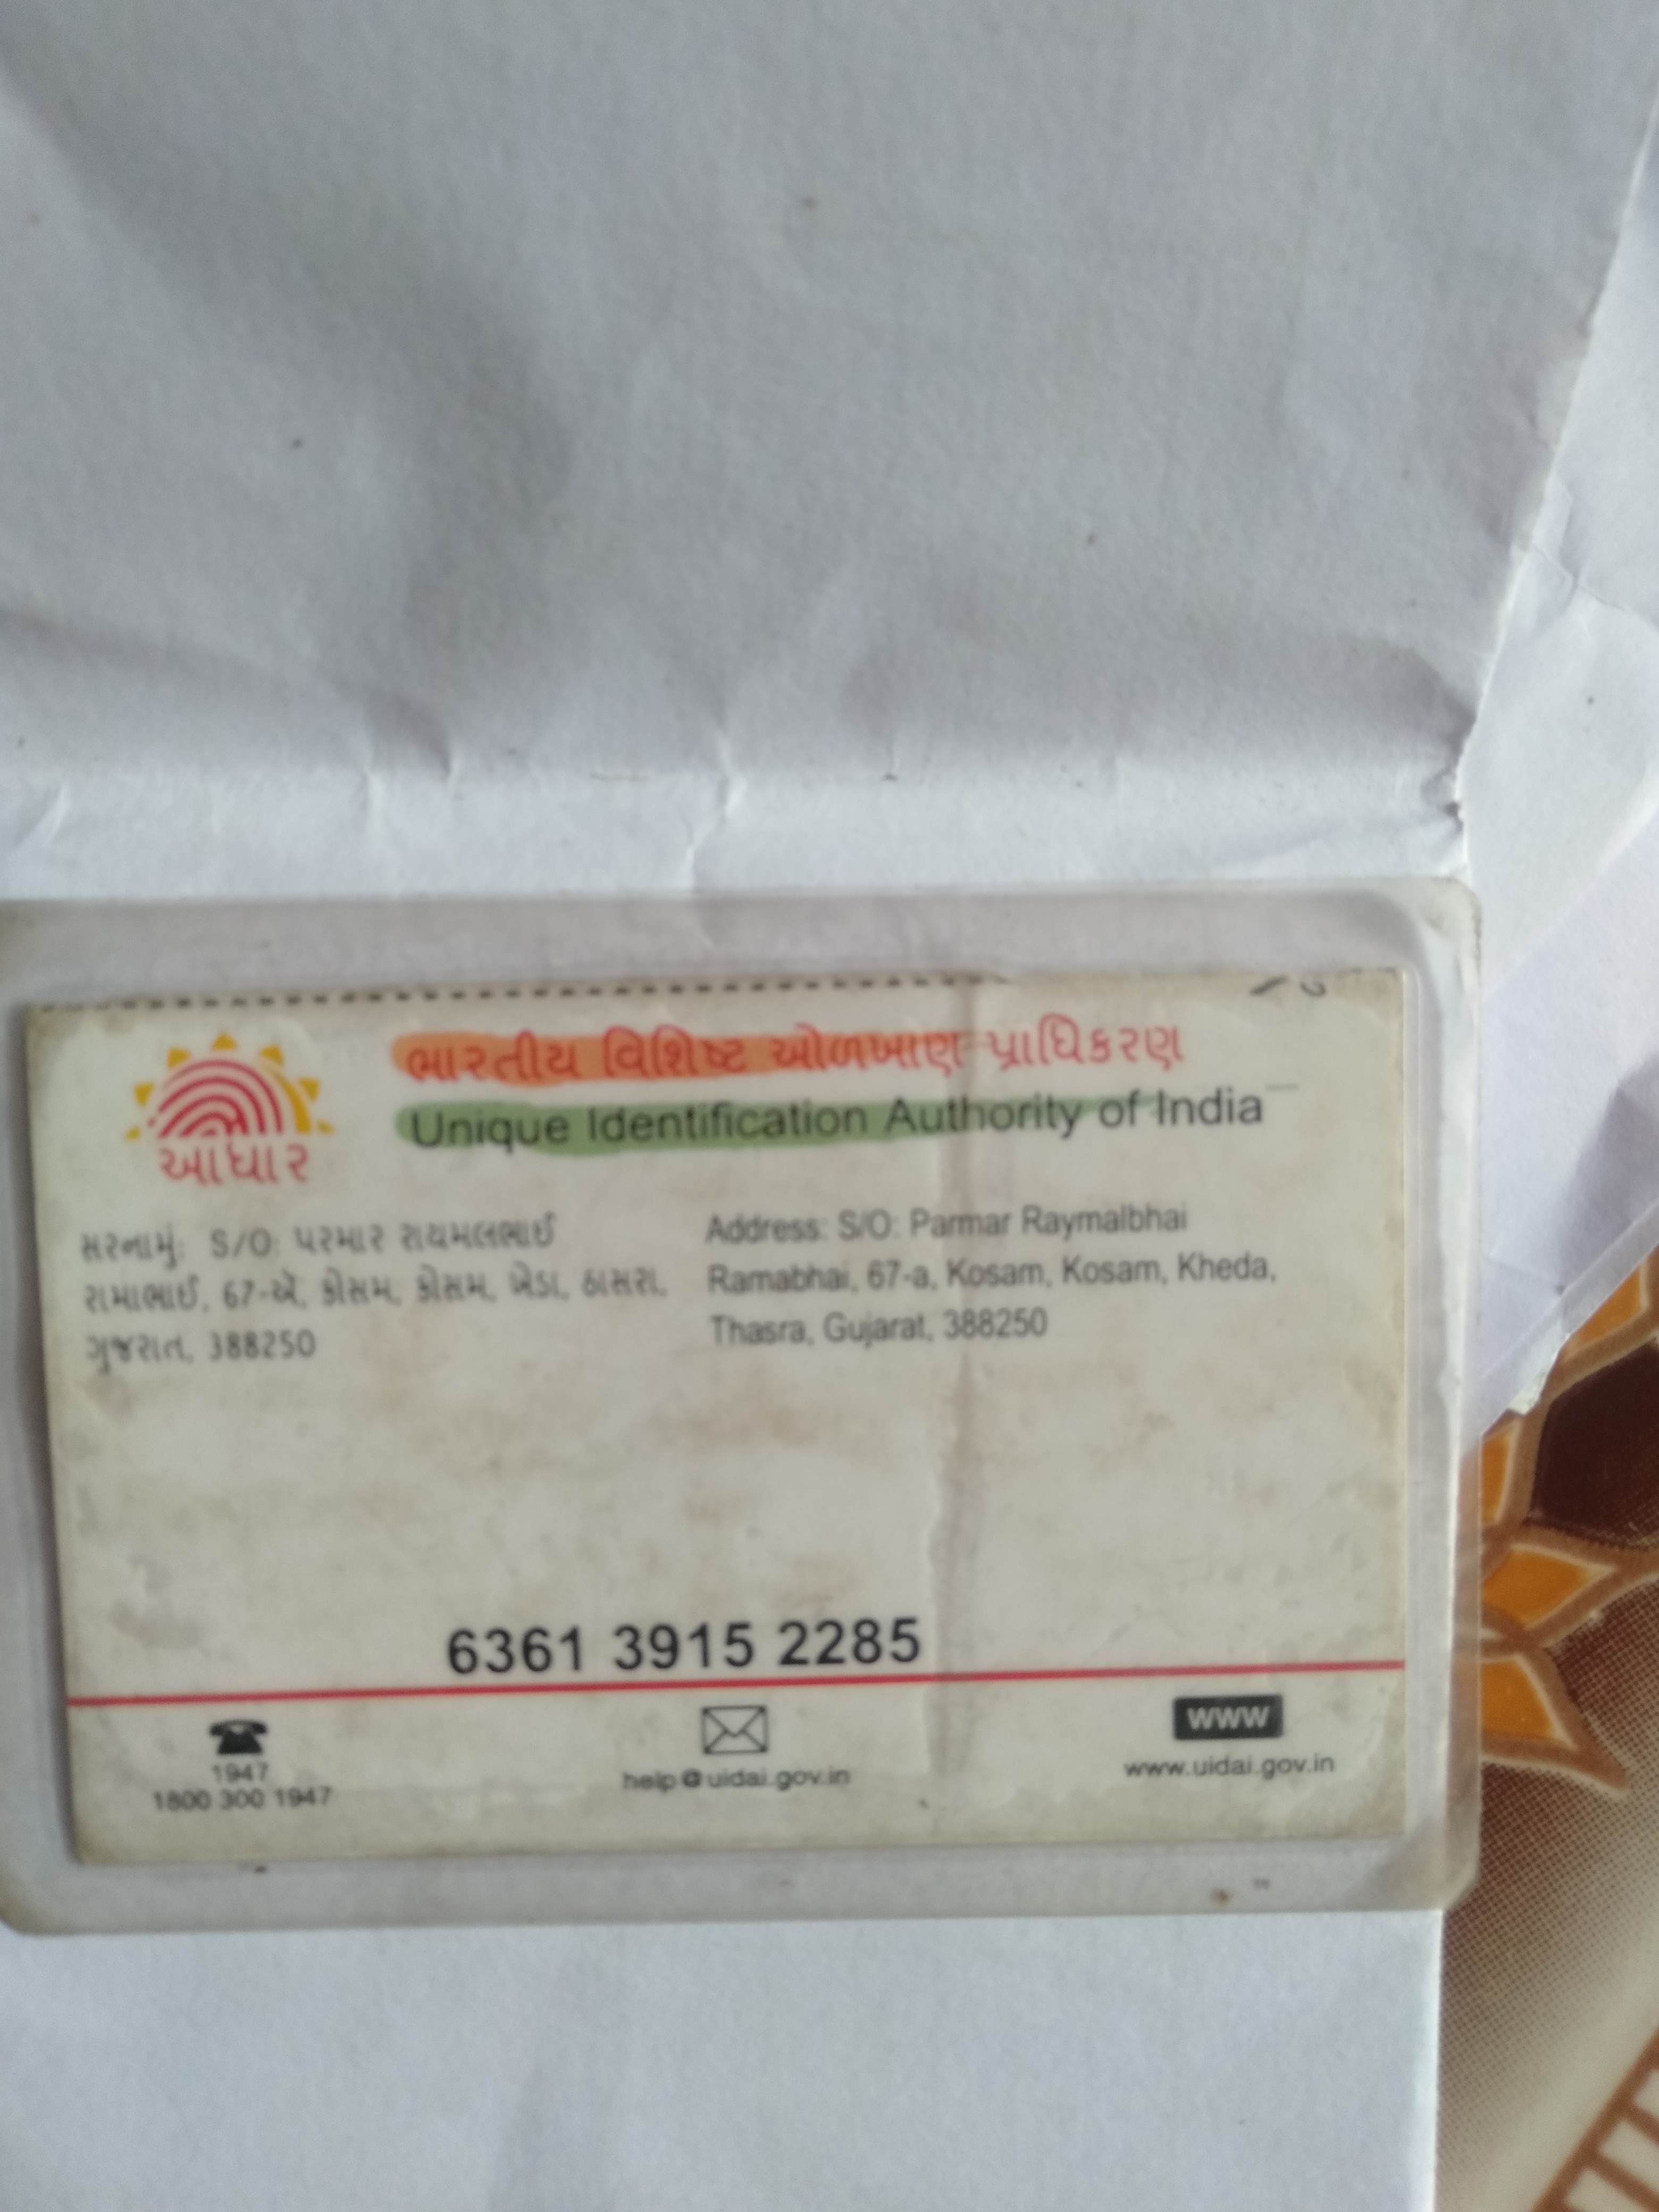 ભારતીય વિશિષ્ટ ઓળખાણ પ્રાધિકરણ
Unique Identification Authority of India
આધાર
સરનામું: S/O: પરમાર રાયમલભાઈ
રામાભાઈ, 67-એ, કોસમ, કોસમ, ખેડા, ઠાસરા,
ગુજરાત, 388250
Address: S/O: Parmar Raymalbhai
Ramabhai, 67-a, Kosam, Kosam, Kheda,
Thasra, Gujarat, 388250
6361 3915 2285
1947
1800 300 1947
help@uidai.gov.in
www
www.uidai.gov.in